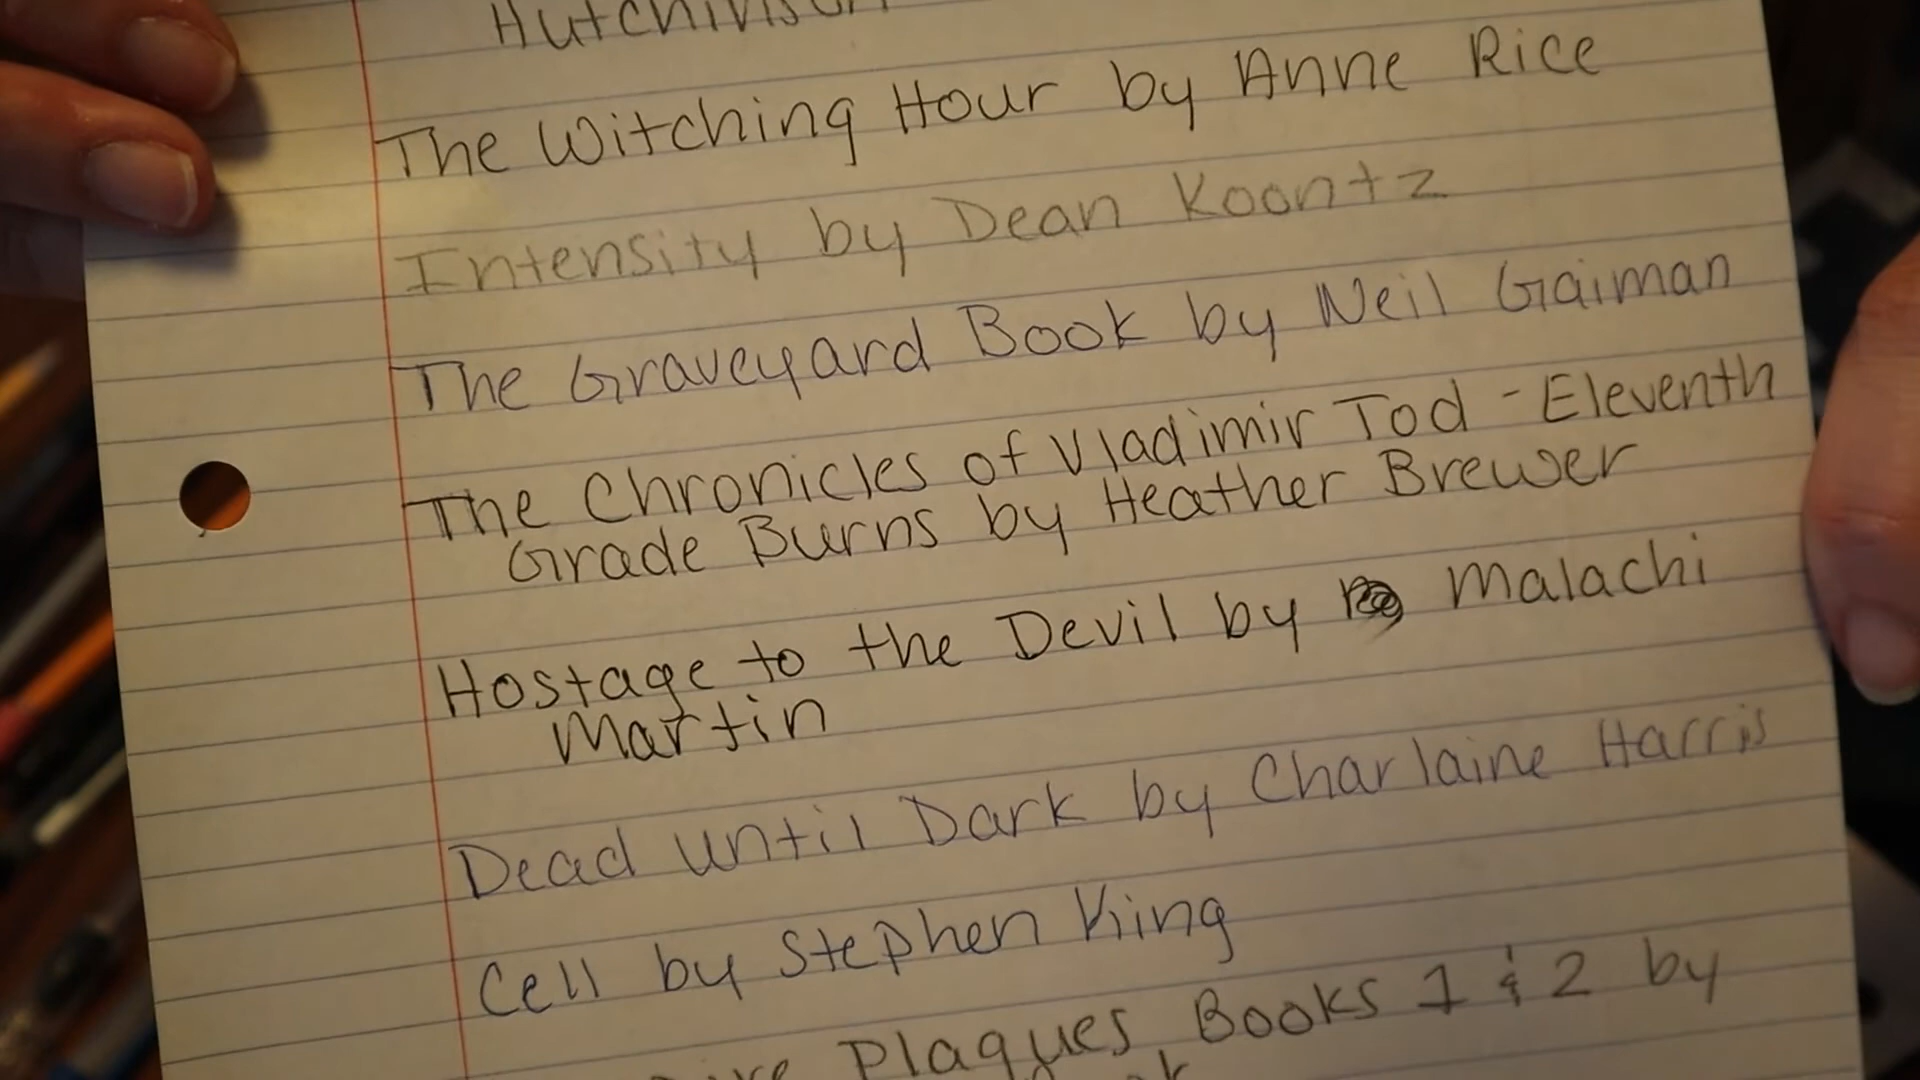 The Witching Hour by Anne Rice
Intensity by Dean Koontz
The Graveyard Book by Neil Gaiman
The Chronicles of Vladimir Tod - Eleventh
Grade Burns by Heather Brewer
Hostage to the Devil by Malachi
Martin
Dead Until Dark by Charlaine Harris
Cell by Stephen King
Plagues Books 1 & 2 by